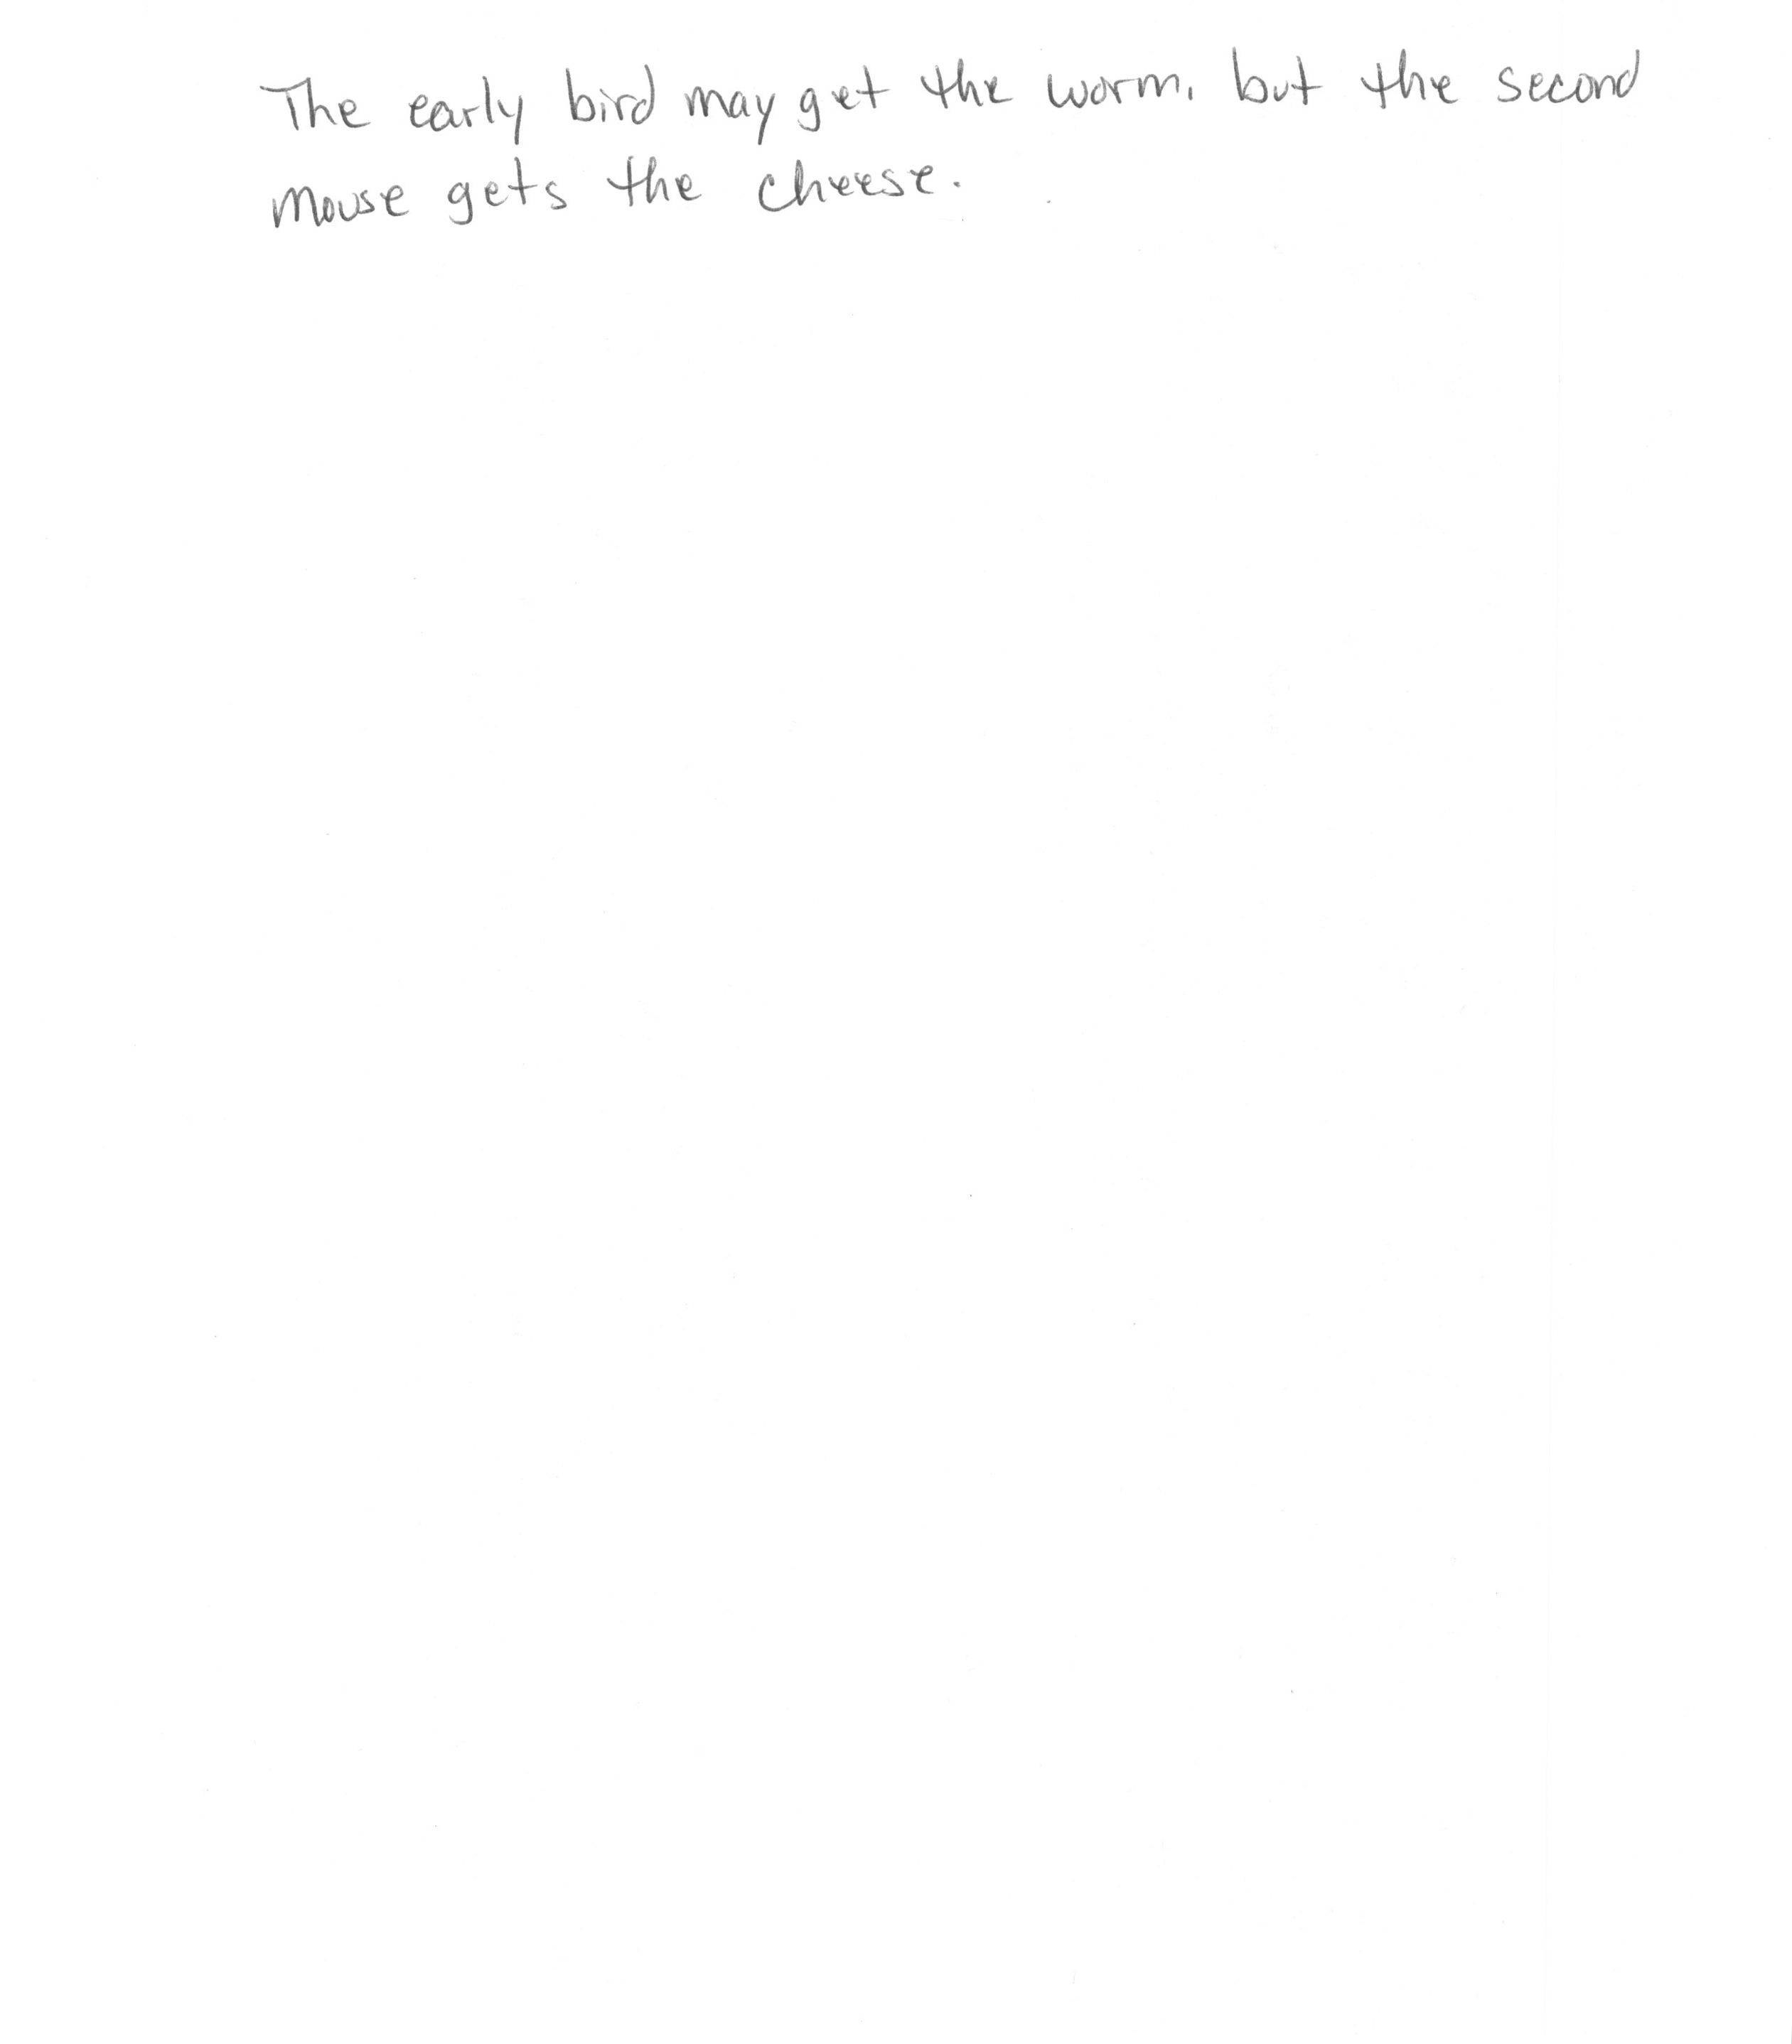 The early bird may get the worm, but the second
mouse gets the cheese.